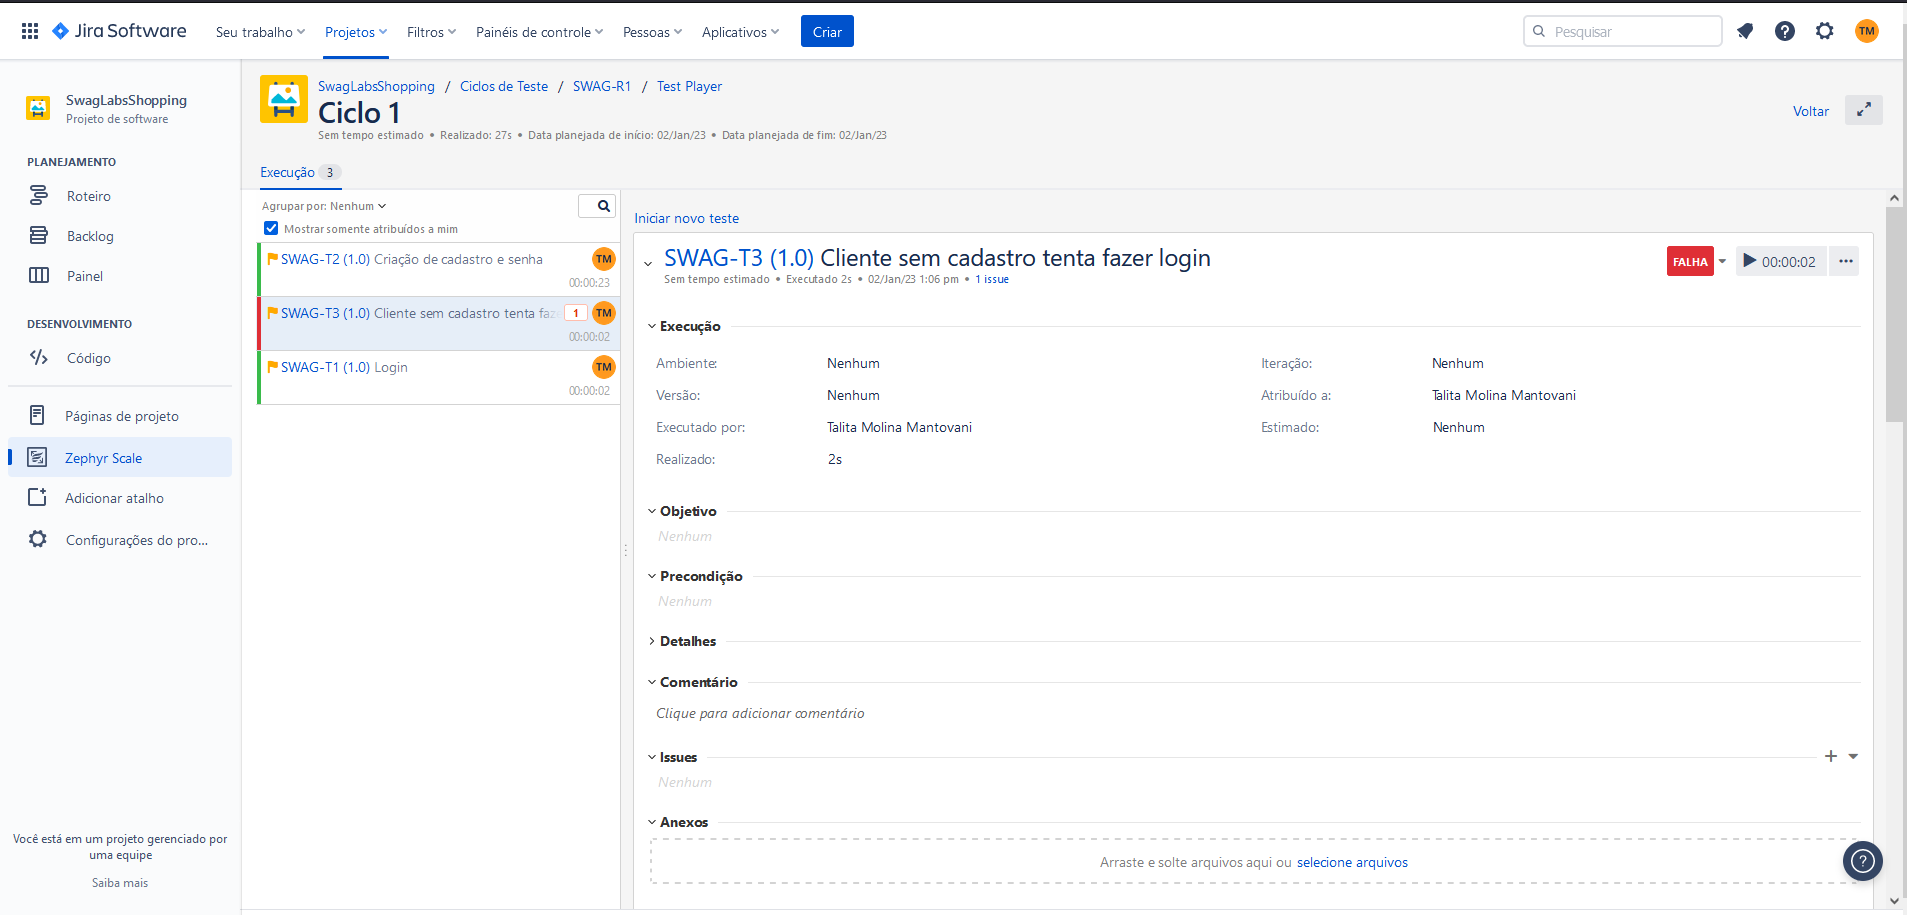 Jira Software
Seu trabalho
Projetos
Filtros
Painéis de controle
Pessoas
Aplicativos
Criar
Pesquisar
TM
SwagLabsShopping
Projeto de software
PLANEJAMENTO
Roteiro
Backlog
Painel
DESENVOLVIMENTO
Código
Páginas de projeto
Zephyr Scale
Adicionar atalho
Configurações do pro...
Você está em um projeto gerenciado por
uma equipe
Saiba mais
SwagLabsShopping / Ciclos de Teste / SWAG-R1 / Test Player
Ciclo 1
Sem tempo estimado • Realizado: 27s • Data planejada de início: 02/Jan/23 • Data planejada de fim: 02/Jan/23
Voltar
Execução 3
Agrupar por: Nenhum
Mostrar somente atribuídos a mim
SWAG-T2 (1.0) Criação de cadastro e senha
TM
00:00:23
SWAG-T3 (1.0) Cliente sem cadastro tenta faze
1
TM
00:00:02
SWAG-T1 (1.0) Login
TM
00:00:02
Iniciar novo teste
SWAG-T3 (1.0) Cliente sem cadastro tenta fazer login
Sem tempo estimado • Executado 2s • 02/Jan/23 1:06 pm • 1 issue
FALHA
00:00:02
Execução
Ambiente: Nenhum
Iteração: Nenhum
Versão: Nenhum
Atribuído a: Talita Molina Mantovani
Executado por: Talita Molina Mantovani
Estimado: Nenhum
Realizado: 2s
Objetivo
Nenhum
Precondição
Nenhum
Detalhes
Comentário
Clique para adicionar comentário
Issues
Nenhum
Anexos
Arraste e solte arquivos aqui ou selecione arquivos